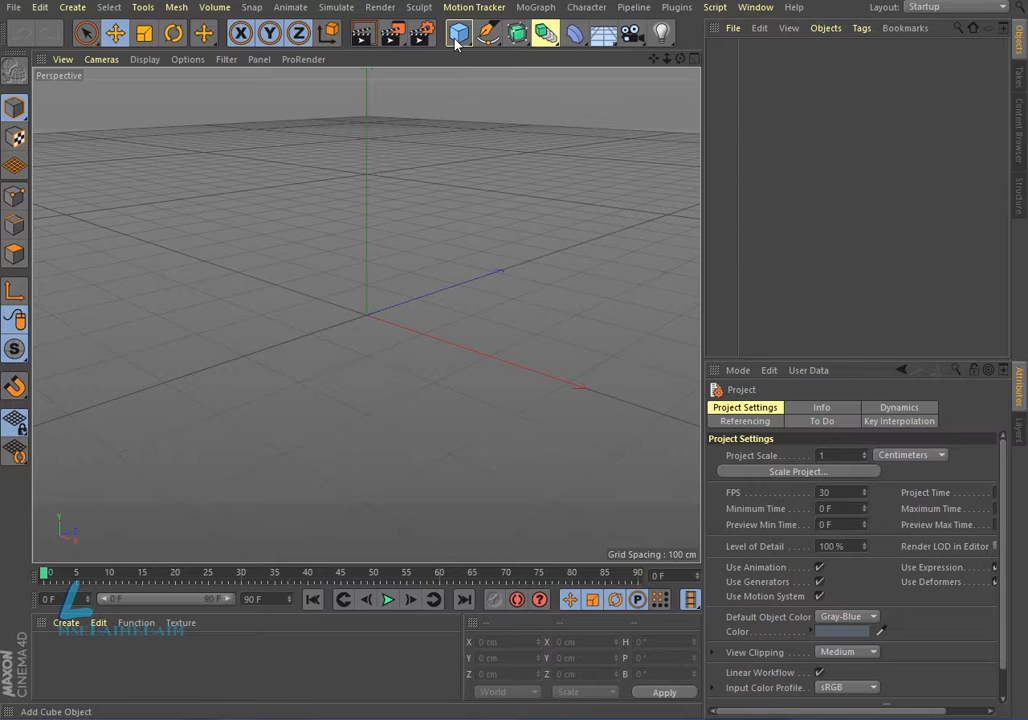 File Edit Create Select Tools Mesh Volume Snap Animate Simulate Render Sculpt Motion Tracker MoGraph Character Pipeline Plugins Script Window Help Layout: Startup
X Y Z
File Edit View Objects Tags Bookmarks
View Cameras Display Options Filter Panel ProRender
Perspective
Objects
Takes
Content Browser
Structure
Y
Z
X
Grid Spacing : 100 cm
Mode Edit User Data
Project
Project Settings Info Dynamics
Referencing To Do Key Interpolation
Project Settings
Project Scale 1 Centimeters
Scale Project...
FPS 30 Project Time
Minimum Time 0 F Maximum Time
Preview Min Time 0 F Preview Max Time
Level of Detail 100 % Render LOD in Editor
Use Animation Use Expression
Use Generators Use Deformers
Use Motion System
Default Object Color Gray-Blue
Color
View Clipping Medium
Linear Workflow
Input Color Profile sRGB
Attributes
Layers
0 5 10 15 20 25 30 35 40 45 50 55 60 65 70 75 80 85 90 0 F
0 F 0 F 90 F 90 F
Create Edit Function Texture
-- -- --
X 0 cm X 0 cm H 0 °
Y 0 cm Y 0 cm P 0 °
Z 0 cm Z 0 cm B 0 °
World Scale Apply
MAXON
CINEMA 4D
Add Cube Object